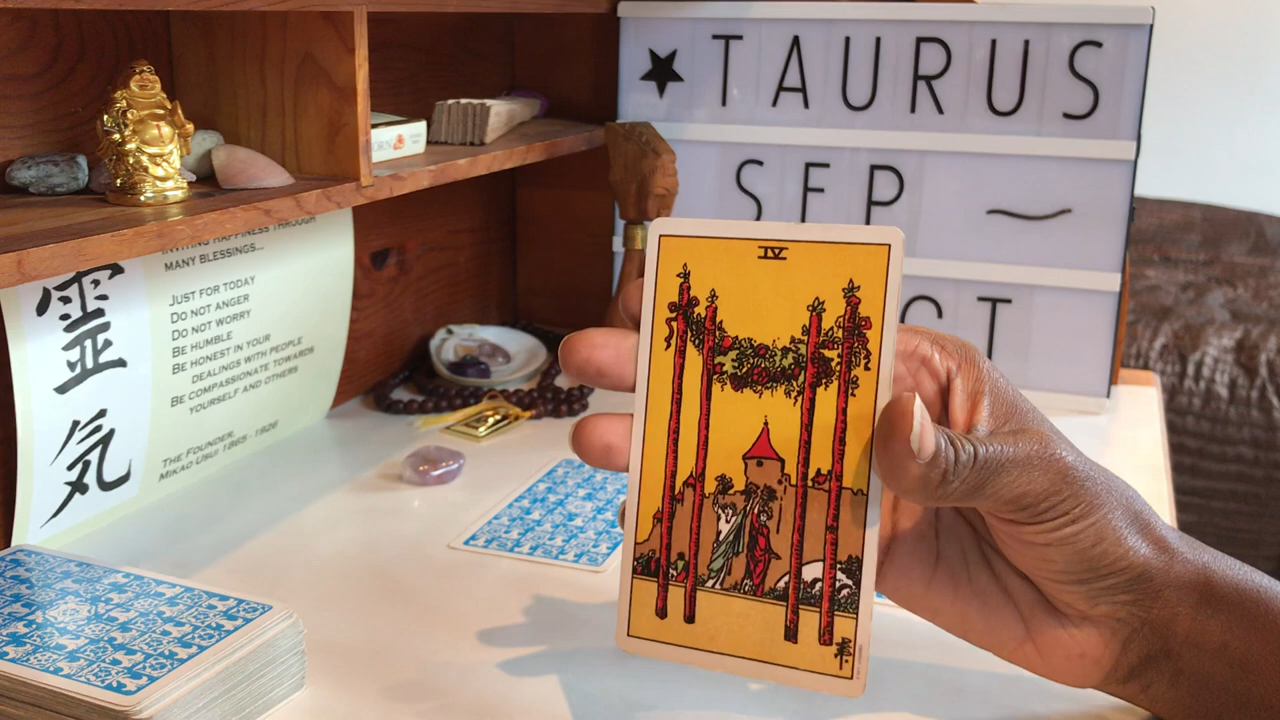 ★ TAURUS
SEP ~
CT
IV
INVITING HAPPINESS THROUGH
MANY BLESSINGS...
JUST FOR TODAY
DO NOT ANGER
DO NOT WORRY
BE HUMBLE
BE HONEST IN YOUR
DEALINGS WITH PEOPLE
BE COMPASSIONATE TOWARDS
YOURSELF AND OTHERS
THE FOUNDER,
MIKAO USUI 1865 - 1926
霊
気